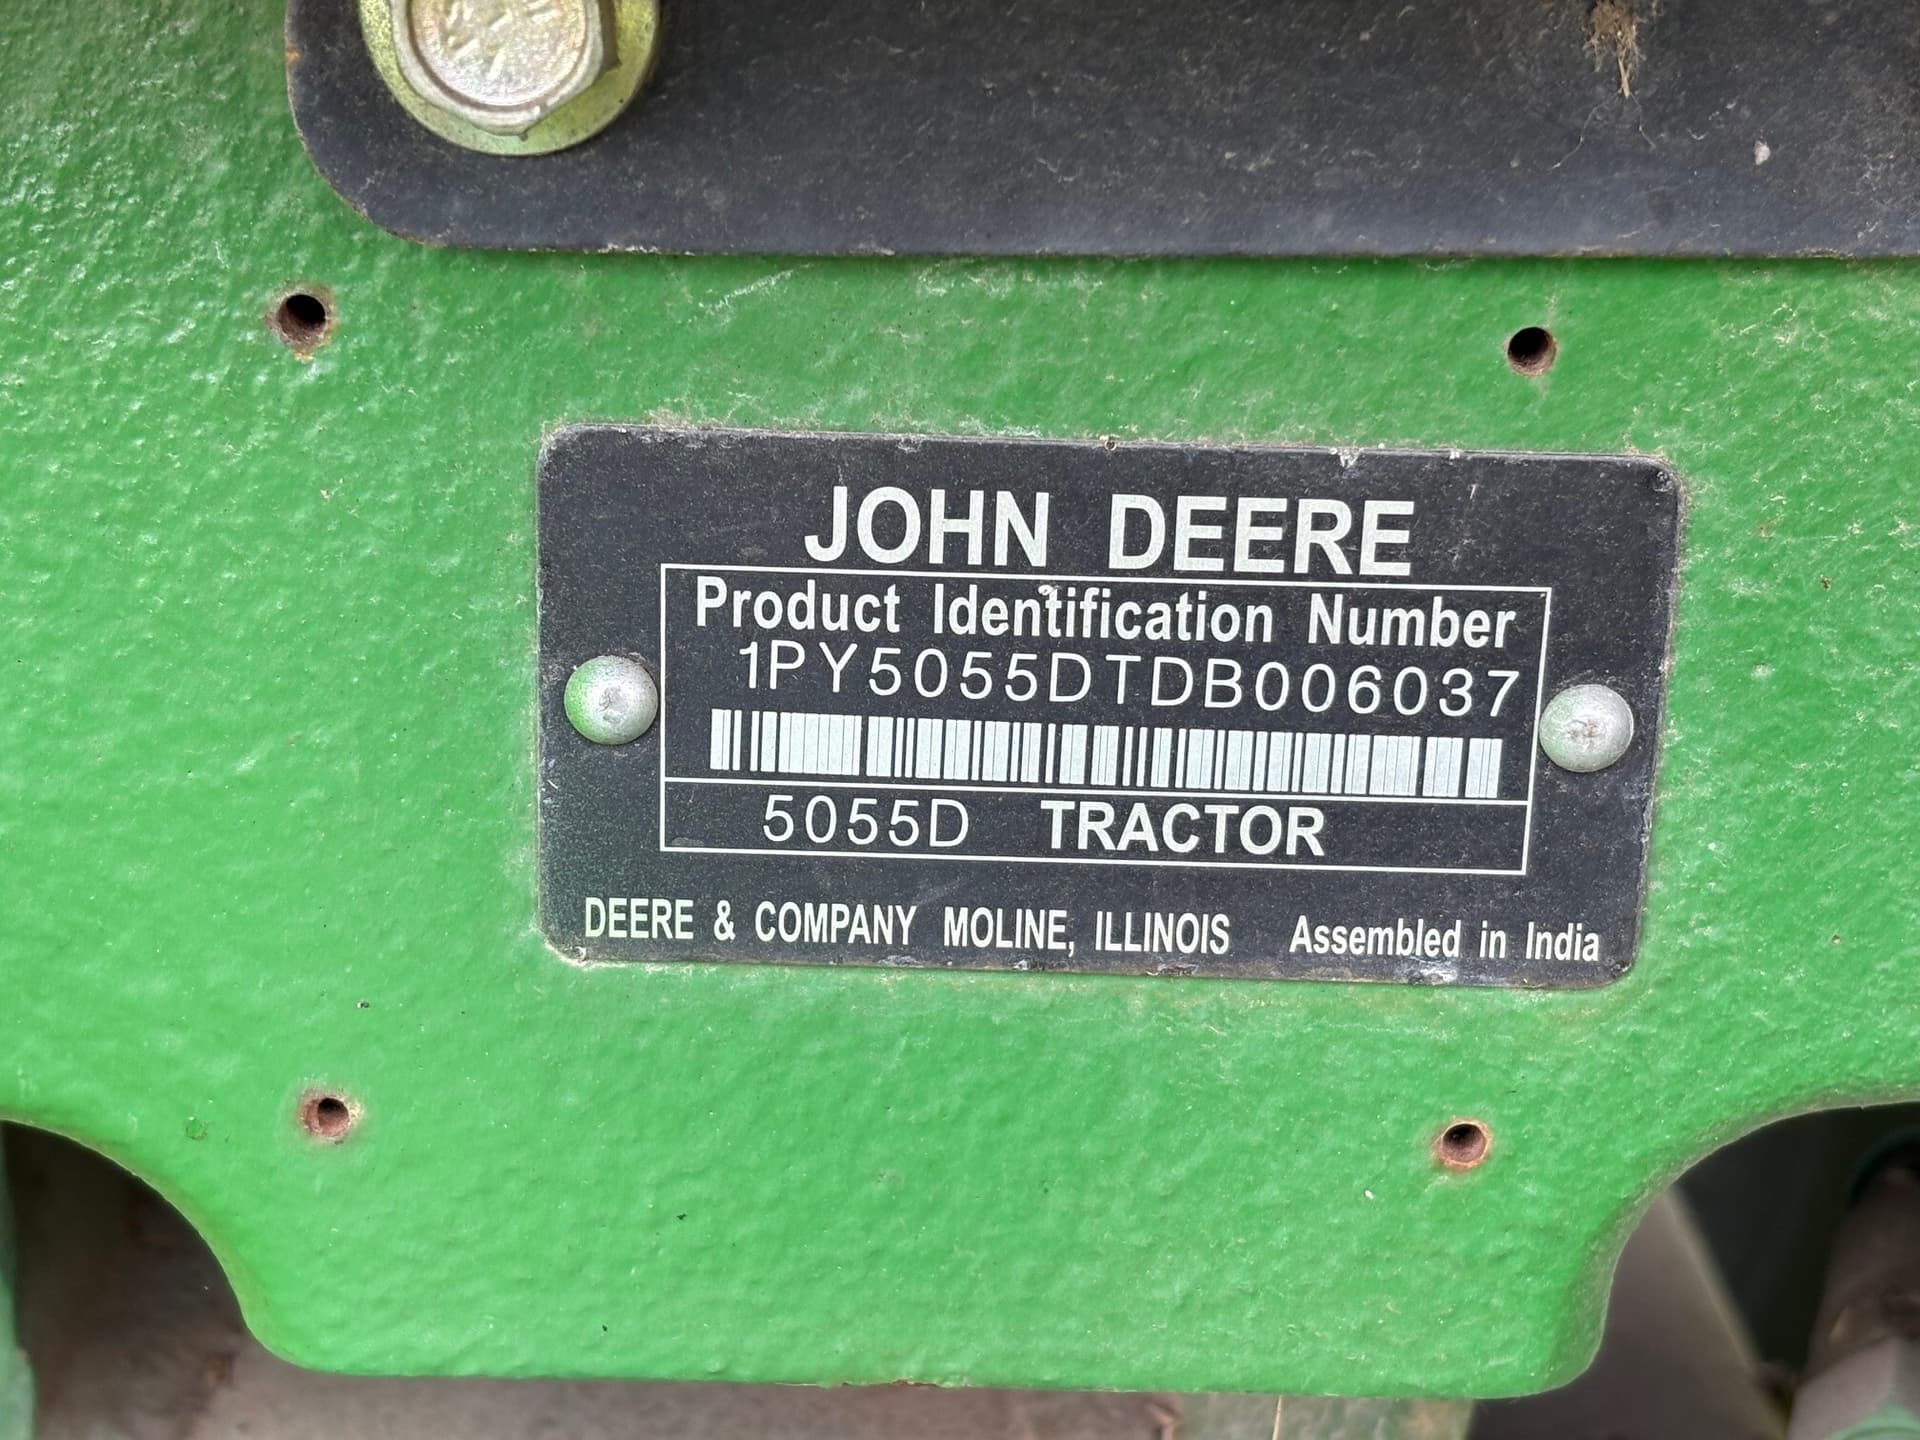 JOHN DEERE
Product Identification Number
1PY5055DTDB006037
5055D TRACTOR
DEERE & COMPANY MOLINE, ILLINOIS Assembled in India